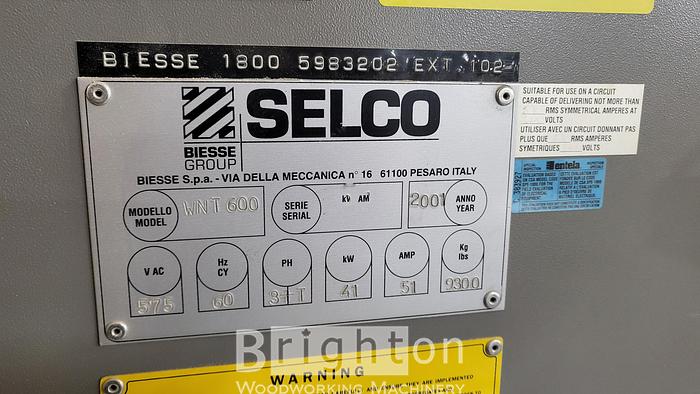 BIESSE 1800 5983202 EXT.102
SELCO
BIESSE
GROUP
BIESSE S.p.a. - VIA DELLA MECCANICA n° 16 61100 PESARO ITALY
MODELLO
MODEL
WNT 600
SERIE
SERIAL
2001
ANNO
YEAR
V AC
Hz
CY
PH
kW
AMP
Kg
lbs
575
60
3+T
41
51
9300
SUITABLE FOR USE ON A CIRCUIT
CAPABLE OF DELIVERING NOT MORE THAN
RMS SYMMETRICAL AMPERES AT
VOLTS
UTILISER AVEC UN CIRCUIT DONNANT PAS
PLUS QUE RMS AMPERES
SYMETRIQUES VOLTS
entela
Brighton
WOODWORKING MACHINERY
WARNING